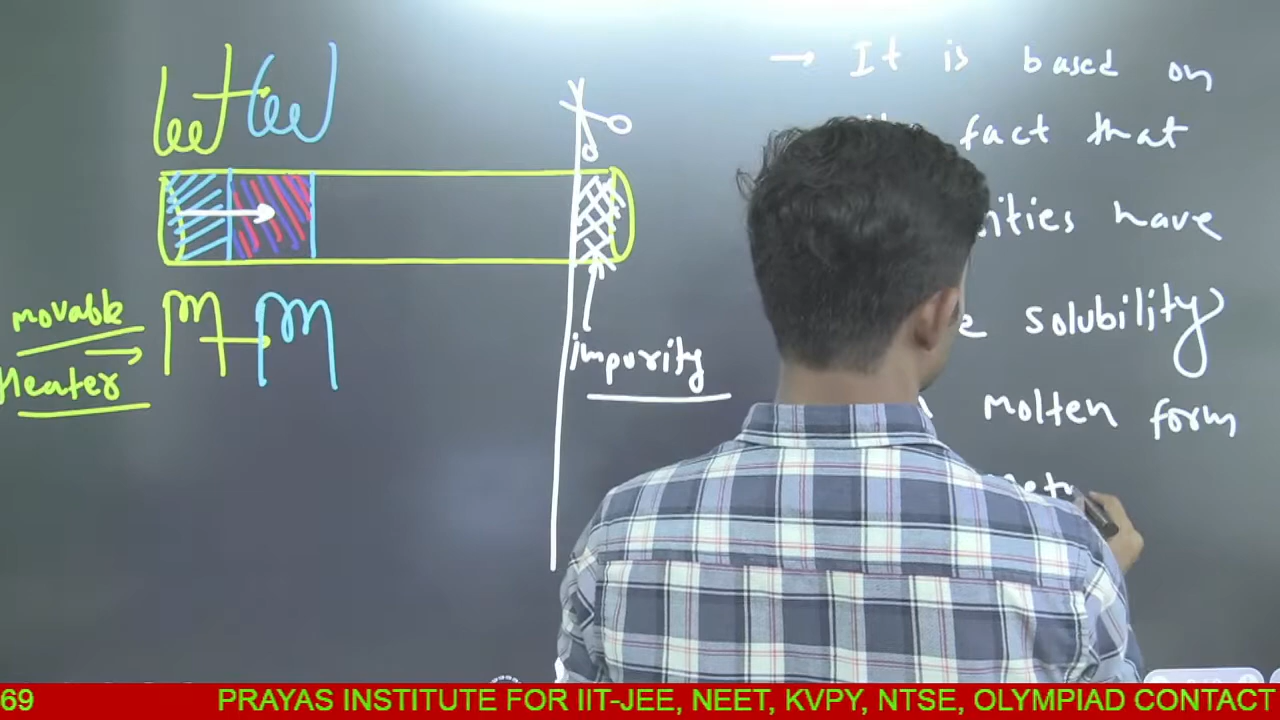 → It is based on
fact that
ities have
solubility
molten form
movable
Heater
impurity
69 PRAYAS INSTITUTE FOR IIT-JEE, NEET, KVPY, NTSE, OLYMPIAD CONTACT